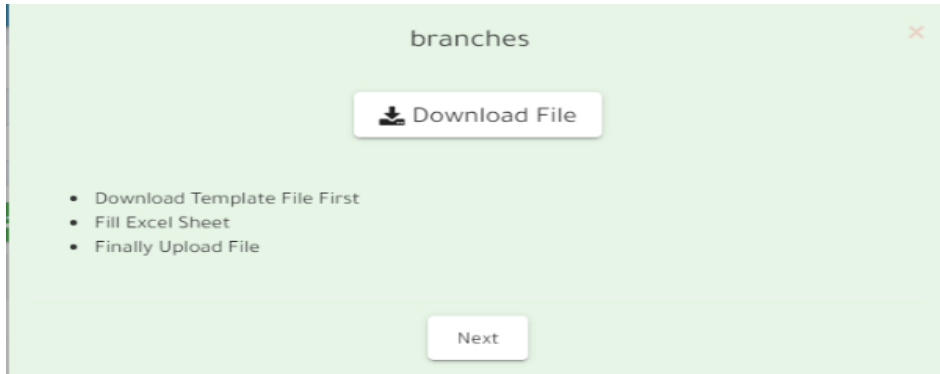 branches
Download File
Download Template File First
Fill Excel Sheet
Finally Upload File
Next